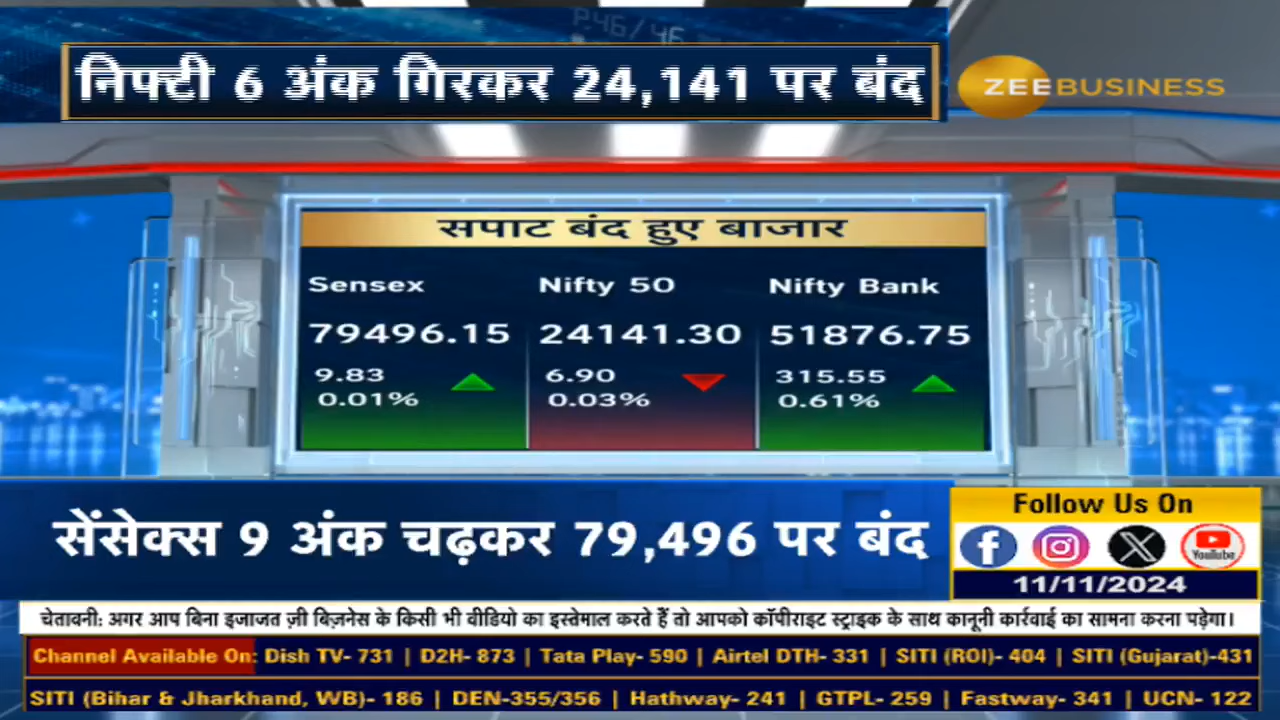 निफ्टी 6 अंक गिरकर 24,141 पर बंद
ZEEBUSINESS
सपाट बंद हुए बाजार
Sensex Nifty 50 Nifty Bank
79496.15 24141.30 51876.75
9.83 6.90 315.55
0.01% 0.03% 0.61%
सेंसेक्स 9 अंक चढ़कर 79,496 पर बंद
Follow Us On
YouTube
11/11/2024
चेतावनी: अगर आप बिना इजाजत ज़ी बिज़नेस के किसी भी वीडियो का इस्तेमाल करते हैं तो आपको कॉपीराइट स्ट्राइक के साथ कानूनी कार्रवाई का सामना करना पड़ेगा।
Channel Available On: Dish TV- 731 | D2H- 873 | Tata Play- 590 | Airtel DTH- 331 | SITI (ROI)- 404 | SITI (Gujarat)-431
SITI (Bihar & Jharkhand, WB)- 186 | DEN-355/356 | Hathway- 241 | GTPL- 259 | Fastway- 341 | UCN- 122